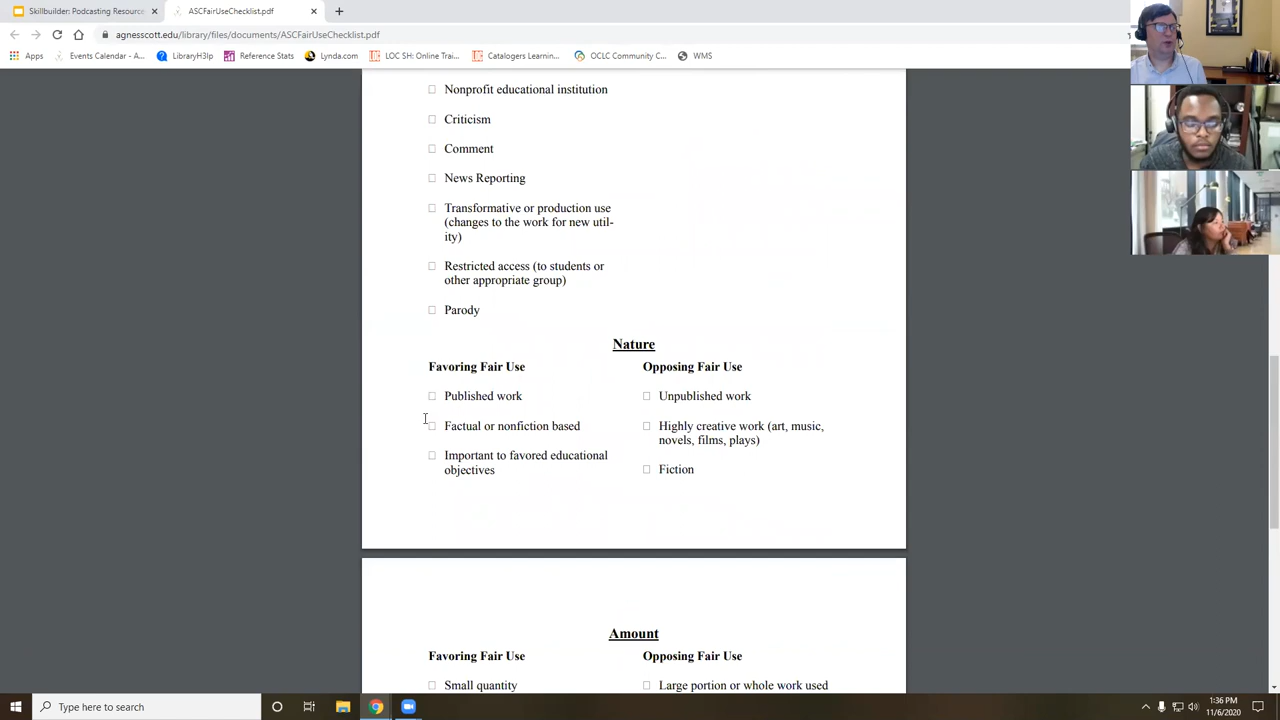 Skillbuilder: Podcasting Resourc
ASCFairUseChecklist.pdf
agnesscott.edu/library/files/documents/ASCFairUseChecklist.pdf
Apps
Events Calendar - A...
LibraryH3lp
Reference Stats
Lynda.com
LOC SH: Online Trai...
Catalogers Learnin...
OCLC Community C...
WMS
Nonprofit educational institution
Criticism
Comment
News Reporting
Transformative or production use
(changes to the work for new util-
ity)
Restricted access (to students or
other appropriate group)
Parody
Nature
Favoring Fair Use
Opposing Fair Use
Published work
Unpublished work
Factual or nonfiction based
Highly creative work (art, music,
novels, films, plays)
Important to favored educational
objectives
Fiction
Amount
Favoring Fair Use
Opposing Fair Use
Small quantity
Large portion or whole work used
Type here to search
1:36 PM
11/6/2020